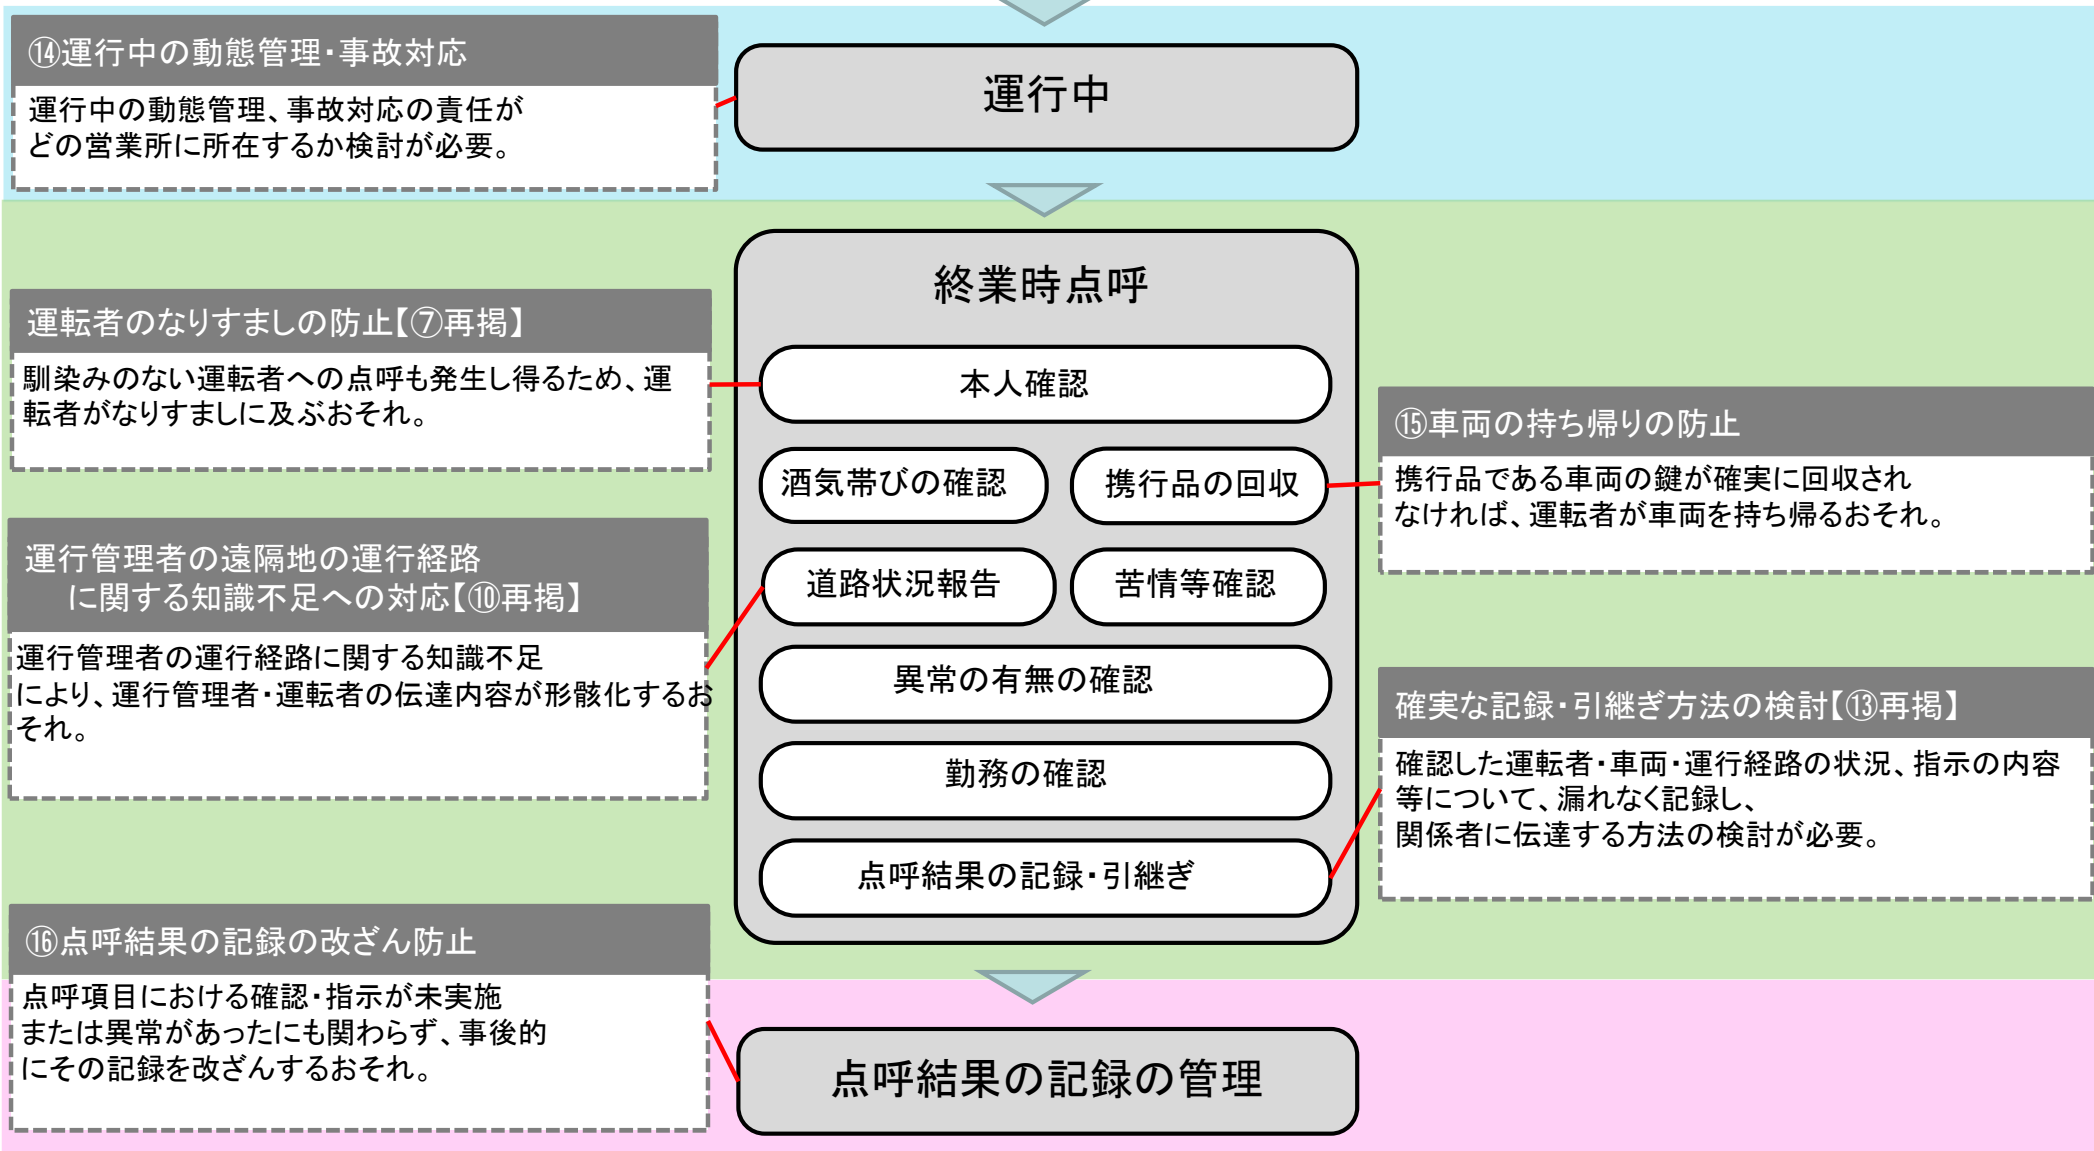 ⑭運行中の動態管理・事故対応
運行中の動態管理、事故対応の責任が
どの営業所に所在するか検討が必要。
運行中
終業時点呼
運転者のなりすましの防止【⑦再掲】
馴染みのない運転者への点呼も発生し得るため、運
転者がなりすましに及ぶおそれ。
本人確認
酒気帯びの確認
携行品の回収
⑮車両の持ち帰りの防止
携行品である車両の鍵が確実に回収され
なければ、運転者が車両を持ち帰るおそれ。
運行管理者の遠隔地の運行経路
に関する知識不足への対応【⑩再掲】
運行管理者の運行経路に関する知識不足
により、運行管理者・運転者の伝達内容が形骸化するお
それ。
道路状況報告
苦情等確認
異常の有無の確認
勤務の確認
点呼結果の記録・引継ぎ
確実な記録・引継ぎ方法の検討【⑬再掲】
確認した運転者・車両・運行経路の状況、指示の内容
等について、漏れなく記録し、
関係者に伝達する方法の検討が必要。
⑯点呼結果の記録の改ざん防止
点呼項目における確認・指示が未実施
または異常があったにも関わらず、事後的
にその記録を改ざんするおそれ。
点呼結果の記録の管理